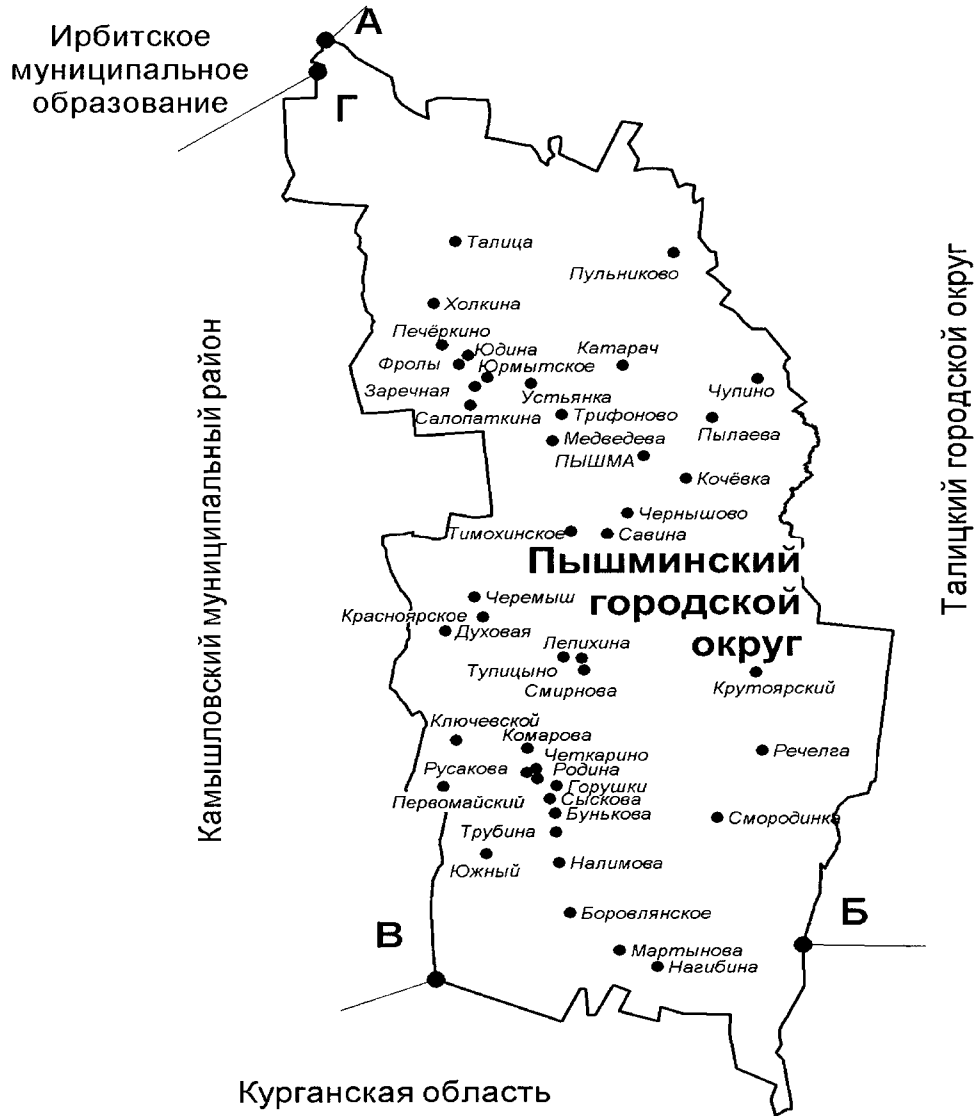 А
Ирбитское
муниципальное
образование
Г
Талица
Пульниково
Холкина
Печёркино
Юдина
Катарач
Фролы
Юрмытское
Заречная
Устьянка
Чупино
Салопаткина
Трифоново
Пылаева
Медведева
ПЫШМА
Кочёвка
Чернышово
Тимохинское
Савина
Пышминский
городской
округ
Черемыш
Красноярское
Духовая
Лепихина
Тупицыно
Смирнова
Крутоярский
Ключевской
Комарова
Четкарино
Речелга
Русакова
Родина
Горушки
Первомайский
Сыскова
Бунькова
Смородинка
Трубина
Южный
Налимова
Боровлянское
Б
В
Мартынова
Нагибина
Камышловский муниципальный район
Талицкий городской округ
Курганская область